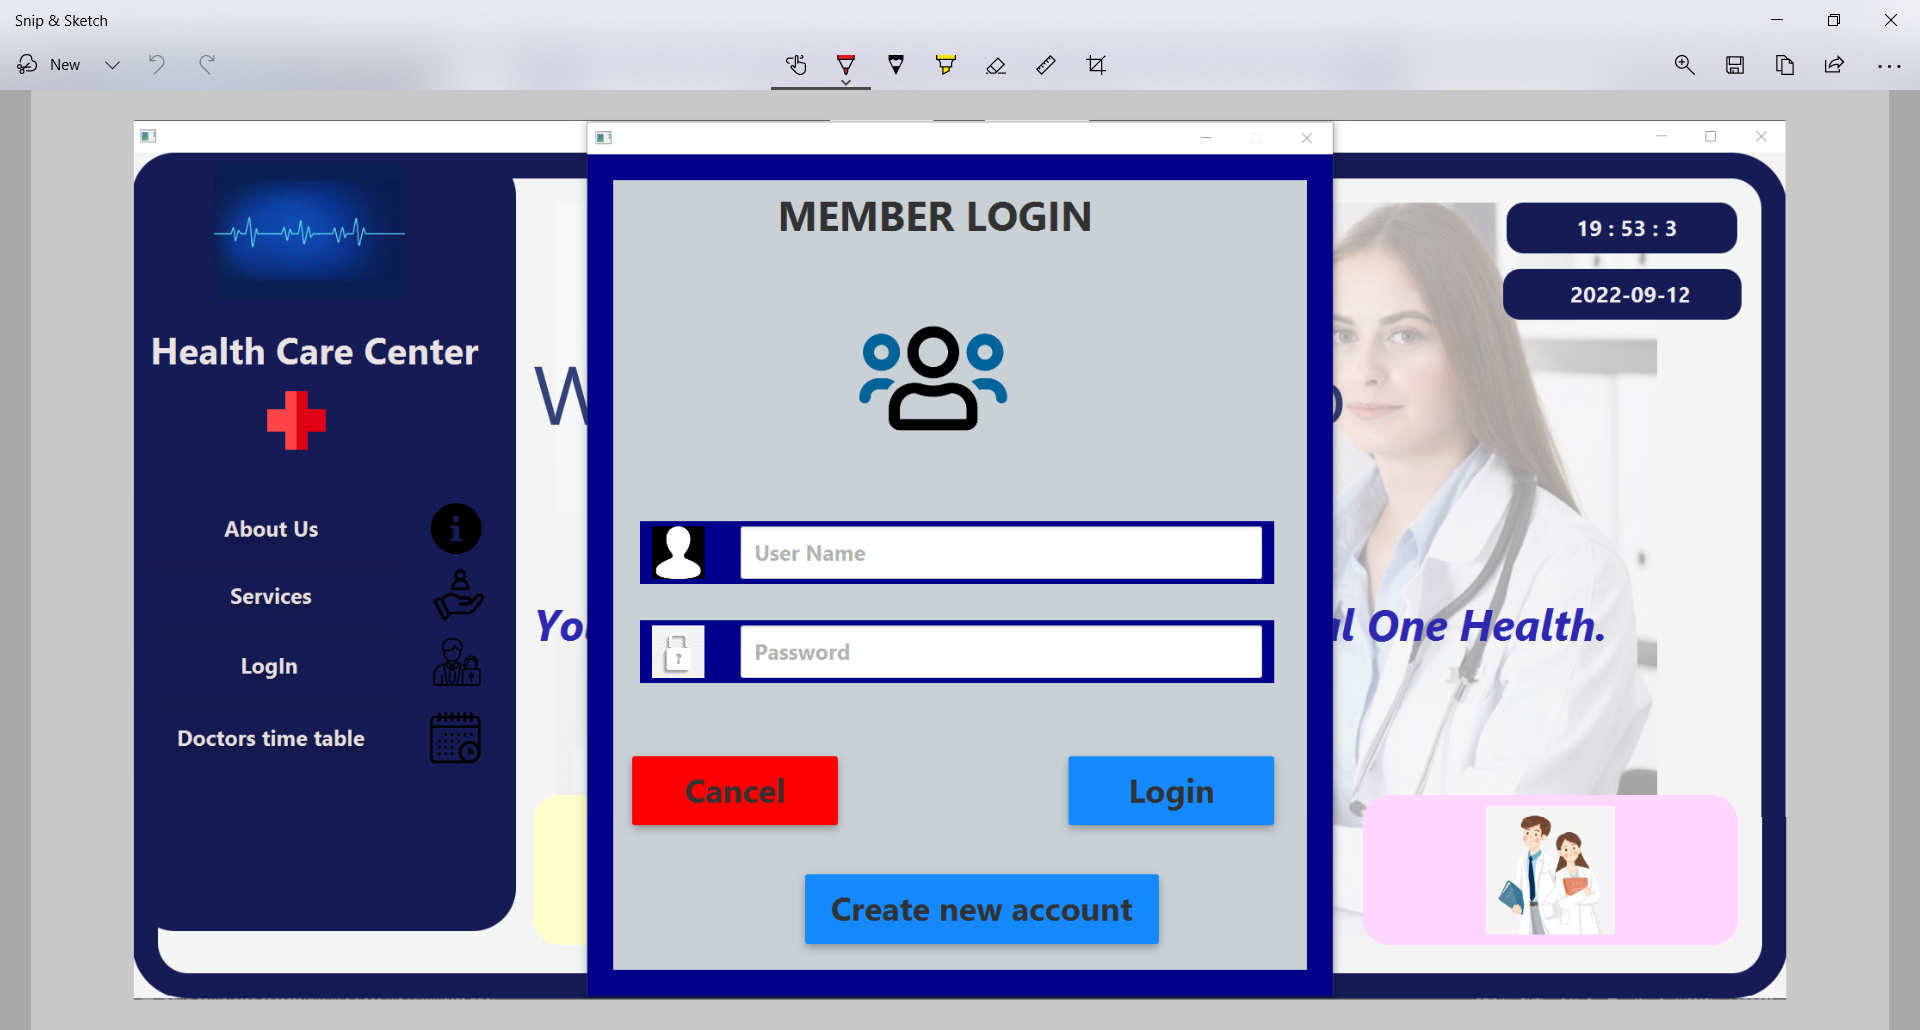 Snip & Sketch
New
MEMBER LOGIN
19 : 53 : 3
2022-09-12
Health Care Center
W
User Name
About Us
Services
al One Health.
LogIn
Password
Doctors time table
Cancel
Login
Create new account